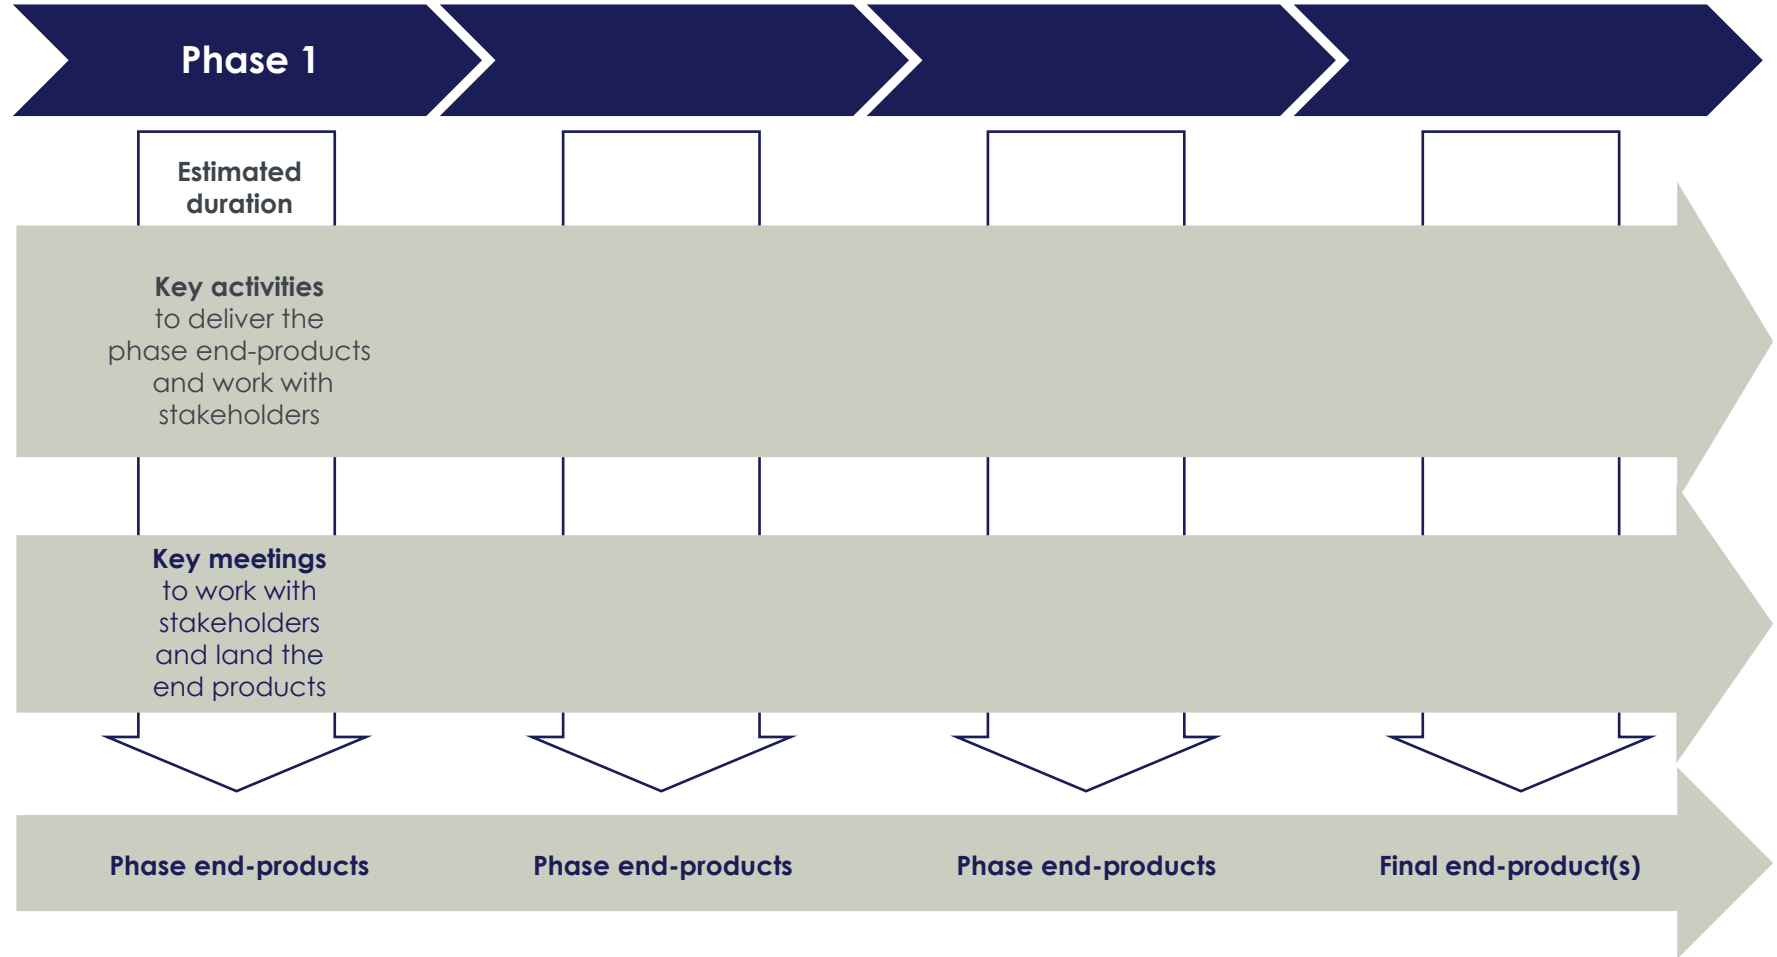 Phase 1
Estimated
duration
Key activities
to deliver the
phase end-products
and work with
stakeholders
Key meetings
to work with
stakeholders
and land the
end products
Phase end-products
Phase end-products
Phase end-products
Final end-product(s)